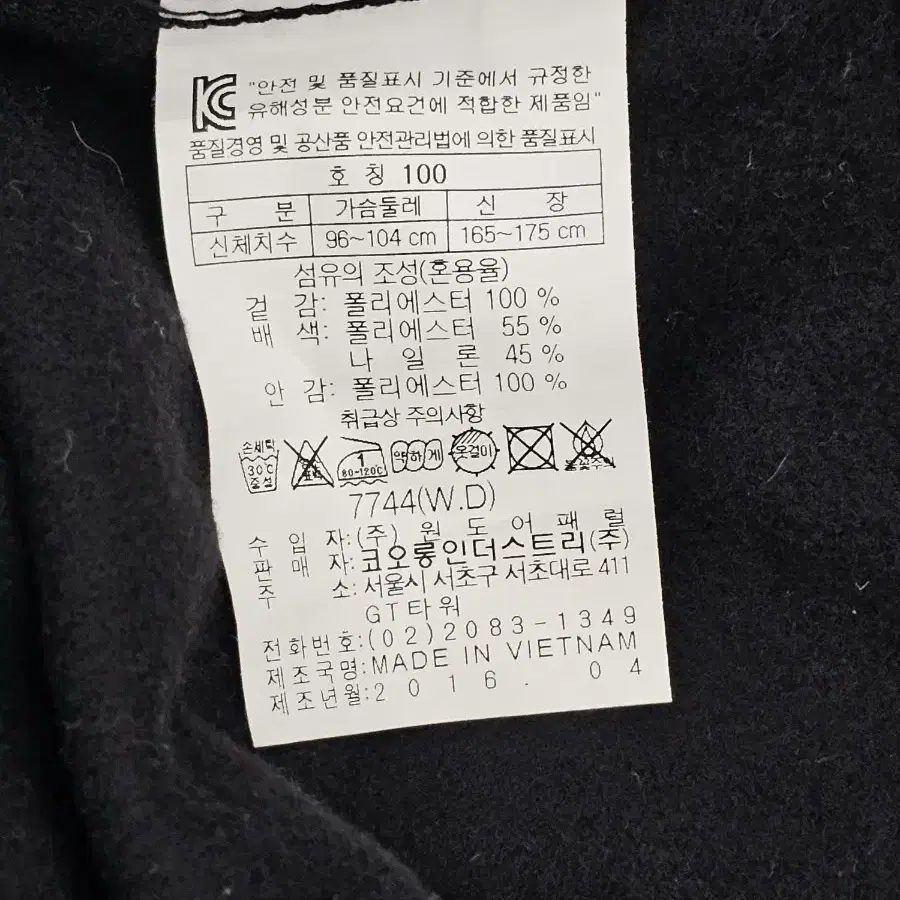 "안전 및 품질표시 기준에서 규정한
유해성분 안전요건에 적합한 제품임"
품질경영 및 공산품 안전관리법에 의한 품질표시
호 칭 100
구 분 가슴둘레 신 장
신체치수 96~104 cm 165~175 cm
섬유의 조성(혼용율)
겉 감: 폴리에스터 100 %
배 색: 폴리에스터 55 %
나 일 론 45 %
안 감: 폴리에스터 100 %
취급상 주의사항
손세탁 30℃ 중성 1 80~120℃ 약하게 옷걸이
7744(W.D)
수 입 자:(주) 원 도 어 패 럴
판 매 자: 코오롱인더스트리(주)
주 소: 서울시 서초구 서초대로 411
GT타워
전화번호:(02)2083-1349
제조국명:MADE IN VIETNAM
제조년월:2016. 04